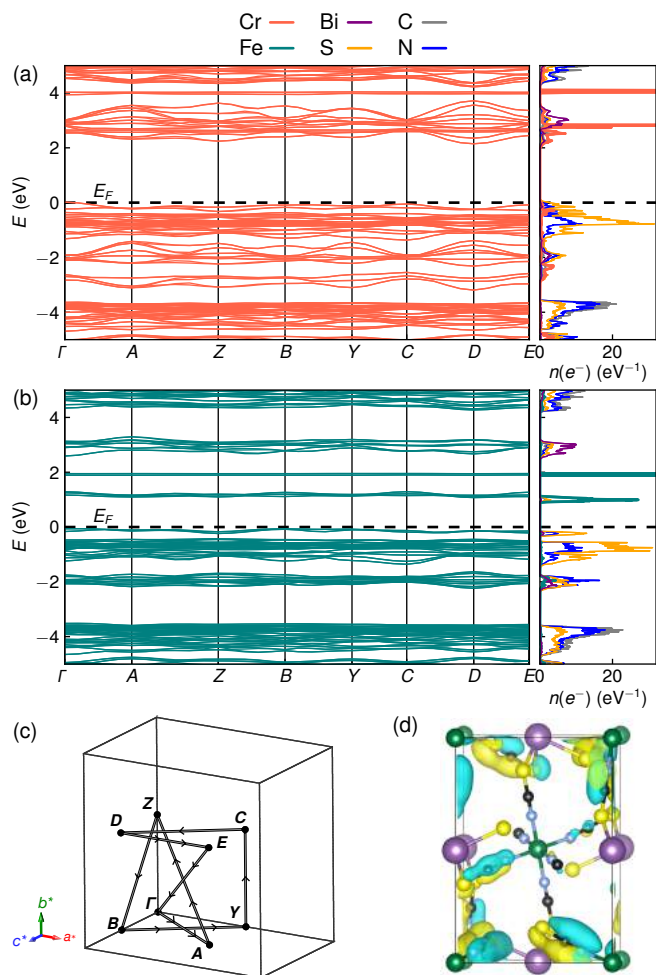 Cr Bi C
Fe S N
(a)
4
2
0
−2
−4
E (eV)
E_F
Γ A Z B Y C D E
0 20
n(e⁻) (eV⁻¹)
(b)
4
2
0
−2
−4
E (eV)
E_F
Γ A Z B Y C D E
0 20
n(e⁻) (eV⁻¹)
(c)
(d)
Z
D
C
E
Γ
B
Y
A
b*
c*
a*